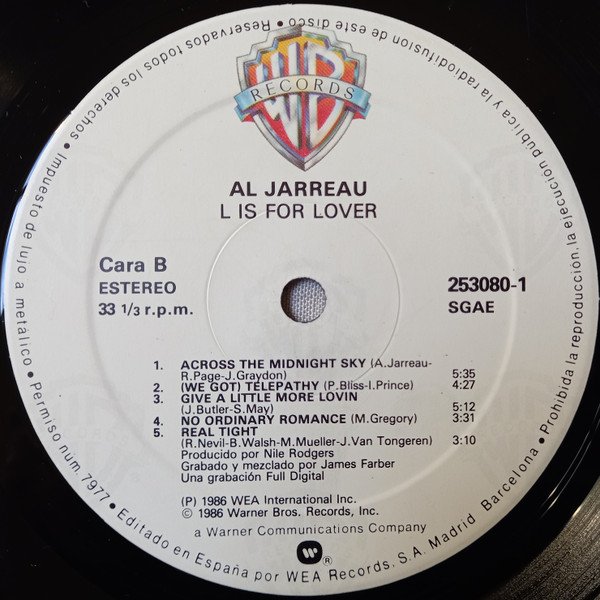 WB
RECORDS
AL JARREAU
L IS FOR LOVER
Cara B
ESTEREO
33 1/3 r.p.m.
253080-1
SGAE
1. ACROSS THE MIDNIGHT SKY (A.Jarreau-
R.Page-J.Graydon) 5:35
2. (WE GOT) TELEPATHY (P.Bliss-I.Prince) 4:27
3. GIVE A LITTLE MORE LOVIN
(J.Butler-S.May) 5:12
4. NO ORDINARY ROMANCE (M.Gregory) 3:31
5. REAL TIGHT
(R.Nevil-B.Walsh-M.Mueller-J.Van Tongeren) 3:10
Producido por Nile Rodgers
Grabado y mezclado por James Farber
Una grabación Full Digital
(P) 1986 WEA International Inc.
© 1986 Warner Bros. Records, Inc.
a Warner Communications Company
W ®
Impuesto de lujo a metálico • Permiso núm. 7977 • Editado en España por WEA Records, S.A. Madrid Barcelona • Prohibida la reproducción, la ejecución pública y la radiodifusion de este disco • Reservados todos los derechos •